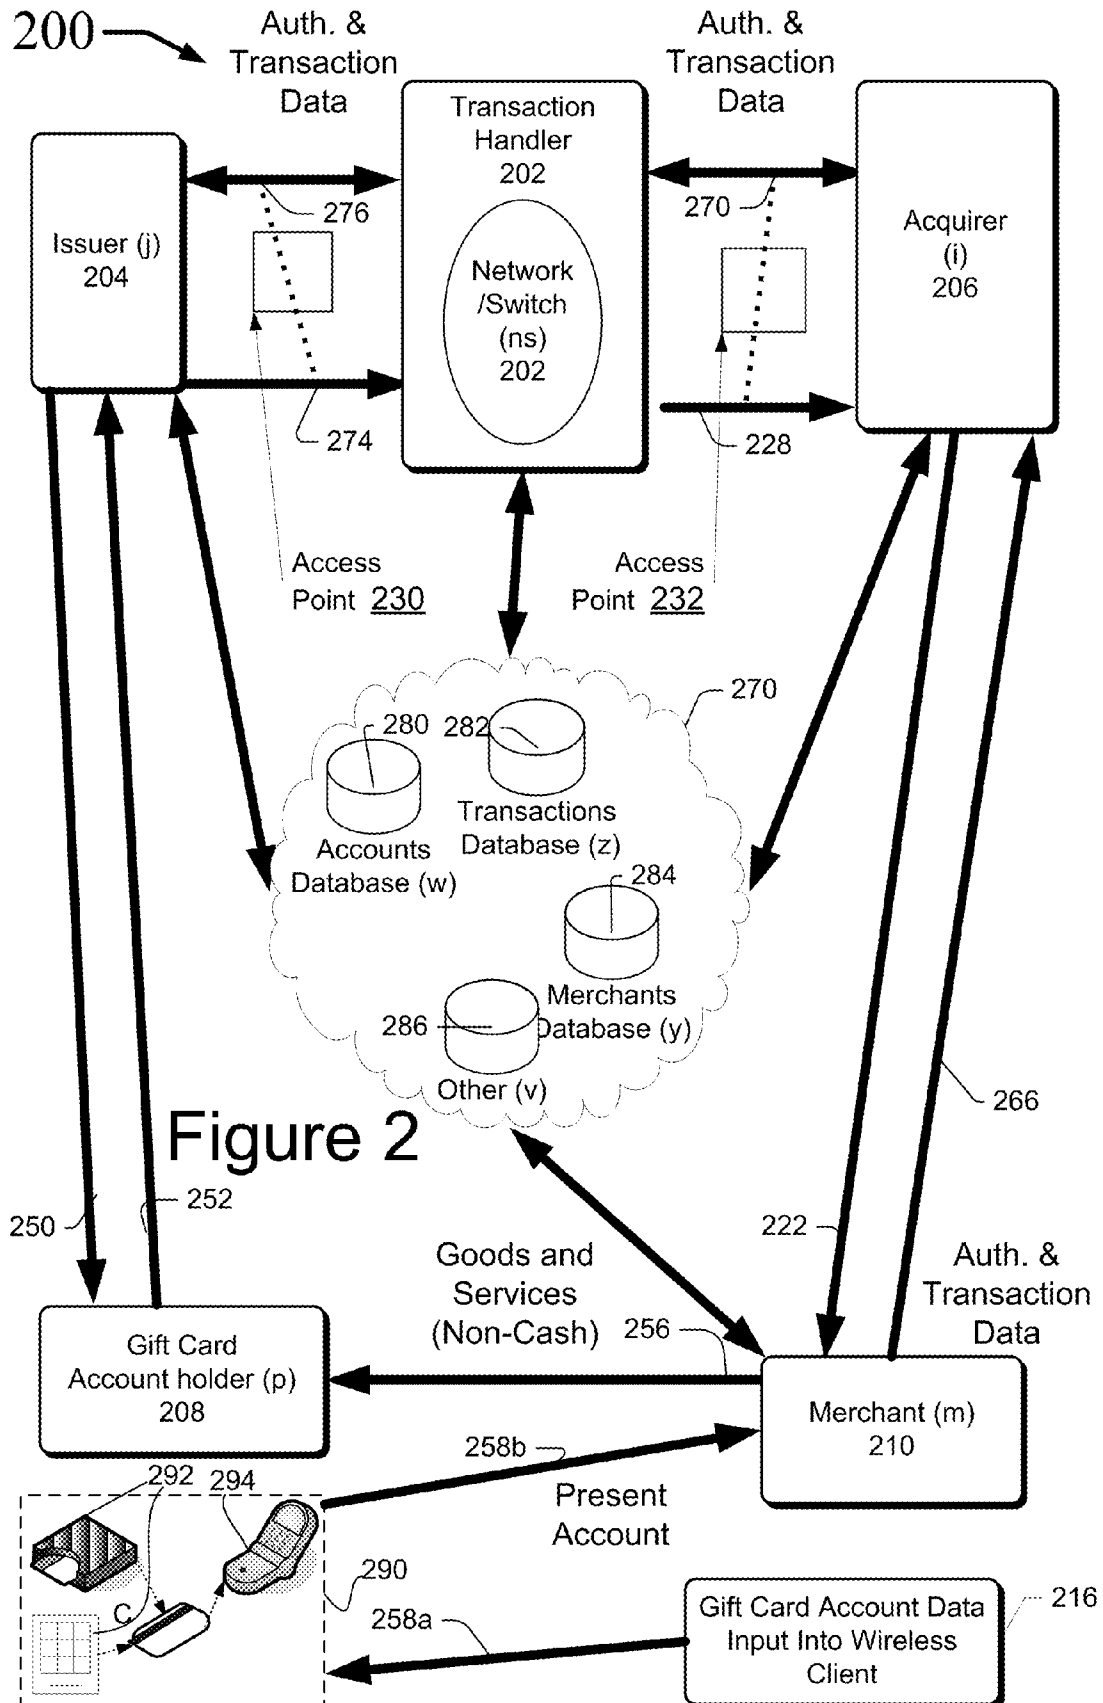 200
Auth. &
Transaction
Data
Auth. &
Transaction
Data
Transaction
Handler
202
276
270
Issuer (j)
204
Acquirer
(i)
206
Network
/Switch
(ns)
202
274
228
Access
Point 230
Access
Point 232
270
280
282
Transactions
Database (z)
Accounts
Database (w)
284
Merchants
Database (y)
286
Other (v)
266
Figure 2
252
250
222
Goods and
Services
(Non-Cash)
256
Auth. &
Transaction
Data
Gift Card
Account holder (p)
208
Merchant (m)
210
258b
Present
Account
292
294
290
C
258a
Gift Card Account Data
Input Into Wireless
Client
216